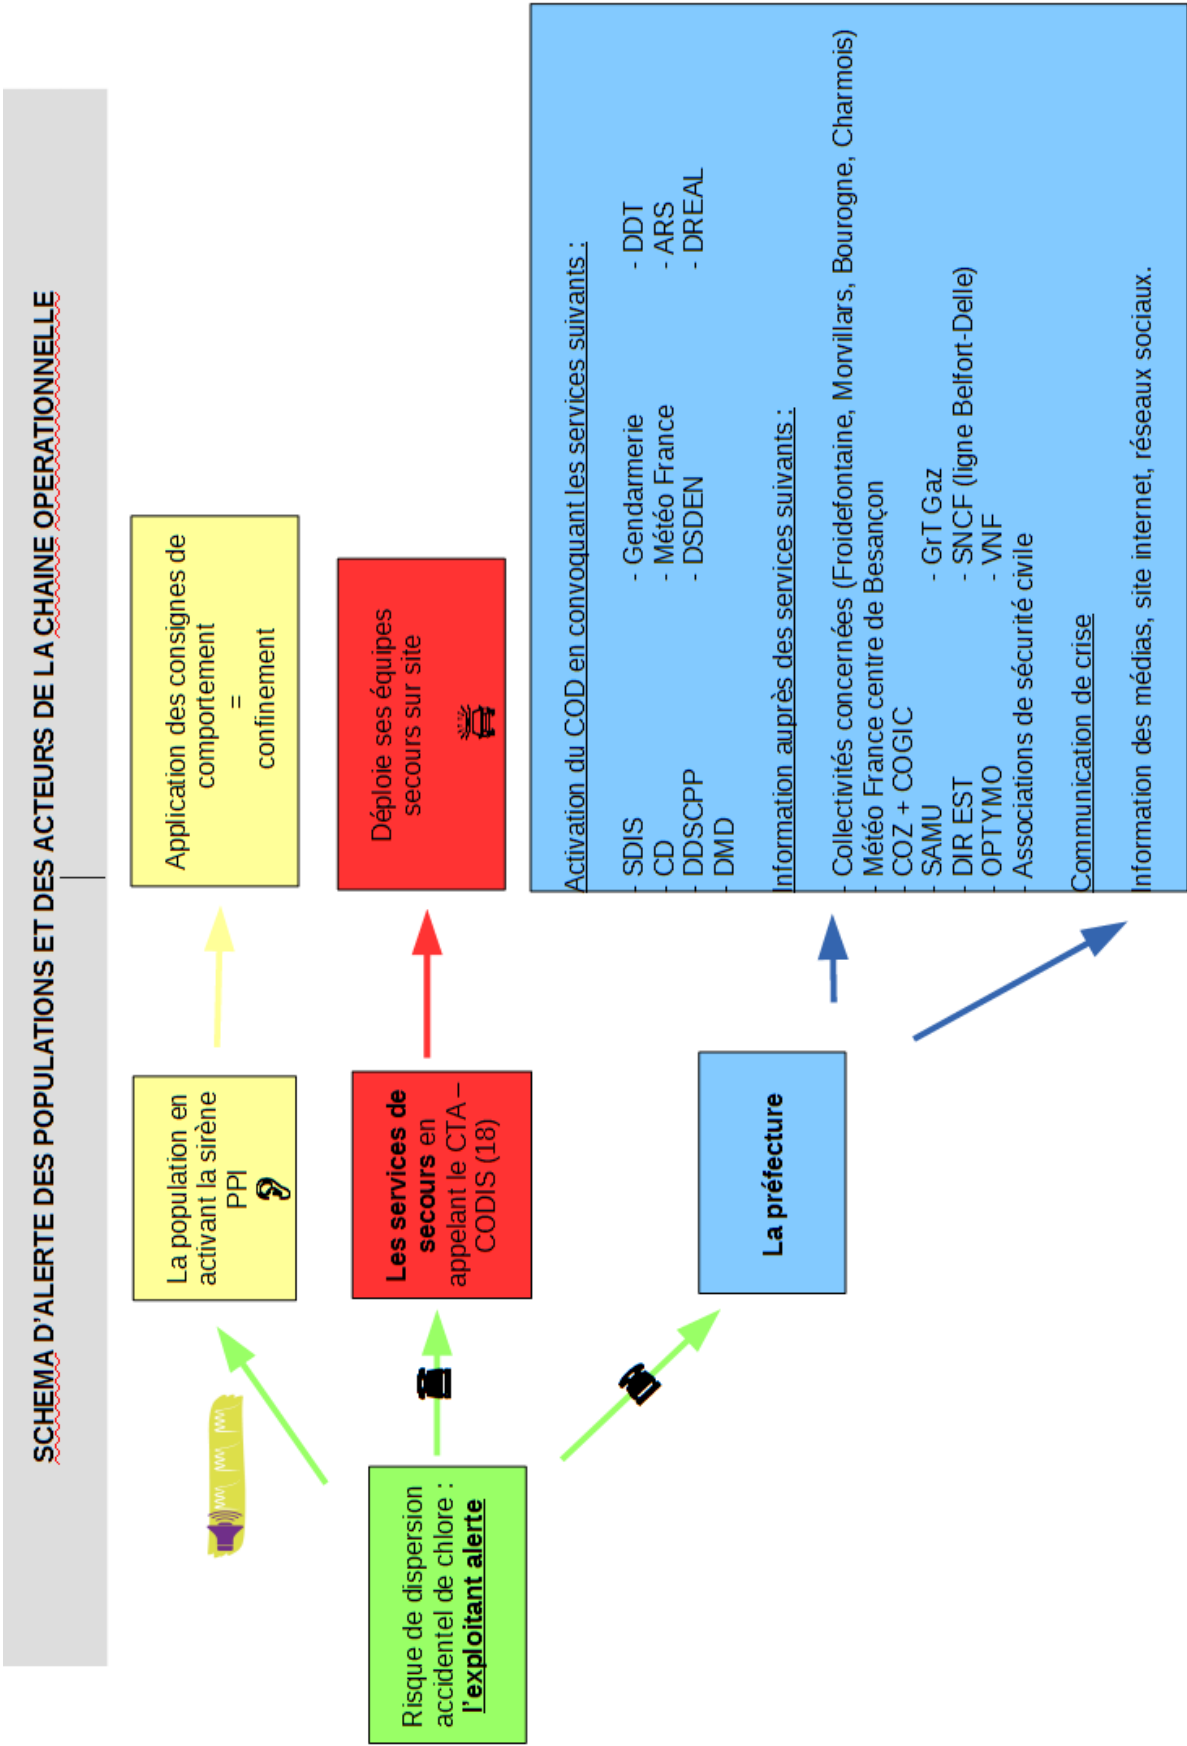 SCHEMA D'ALERTE DES POPULATIONS ET DES ACTEURS DE LA CHAINE OPERATIONNELLE
Risque de dispersion
accidentel de chlore :
l'exploitant alerte
La population en
activant la sirène
PPI
Application des consignes de
comportement
=
confinement
Les services de
secours en
appelant le CTA –
CODIS (18)
Déploie ses équipes
secours sur site
La préfecture
Activation du COD en convoquant les services suivants :
- SDIS - Gendarmerie - DDT
- CD - Météo France - ARS
- DDSCPP - DSDEN - DREAL
- DMD
Information auprès des services suivants :
- Collectivités concernées (Froidefontaine, Morvillars, Bourogne, Charmois)
- Météo France centre de Besançon
- COZ + COGIC
- SAMU - GrT Gaz
- DIR EST - SNCF (ligne Belfort-Delle)
- OPTYMO - VNF
- Associations de sécurité civile
Communication de crise
Information des médias, site internet, réseaux sociaux.